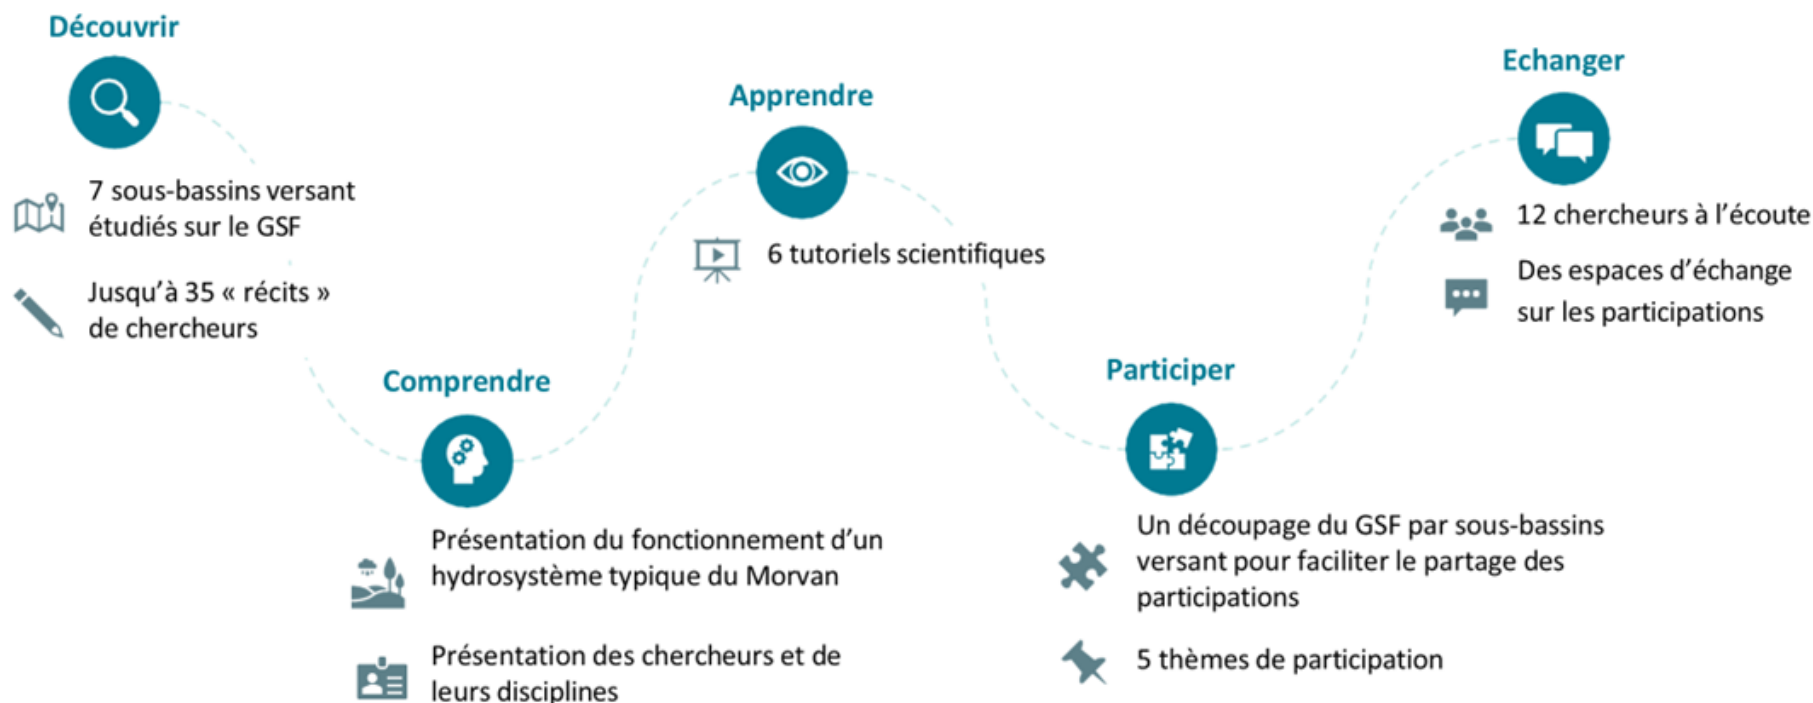 Découvrir
7 sous-bassins versant
étudiés sur le GSF
Jusqu’à 35 « récits »
de chercheurs
Comprendre
Présentation du fonctionnement d’un
hydrosystème typique du Morvan
Présentation des chercheurs et de
leurs disciplines
Apprendre
6 tutoriels scientifiques
Participer
Un découpage du GSF par sous-bassins
versant pour faciliter le partage des
participations
5 thèmes de participation
Echanger
12 chercheurs à l’écoute
Des espaces d’échange
sur les participations